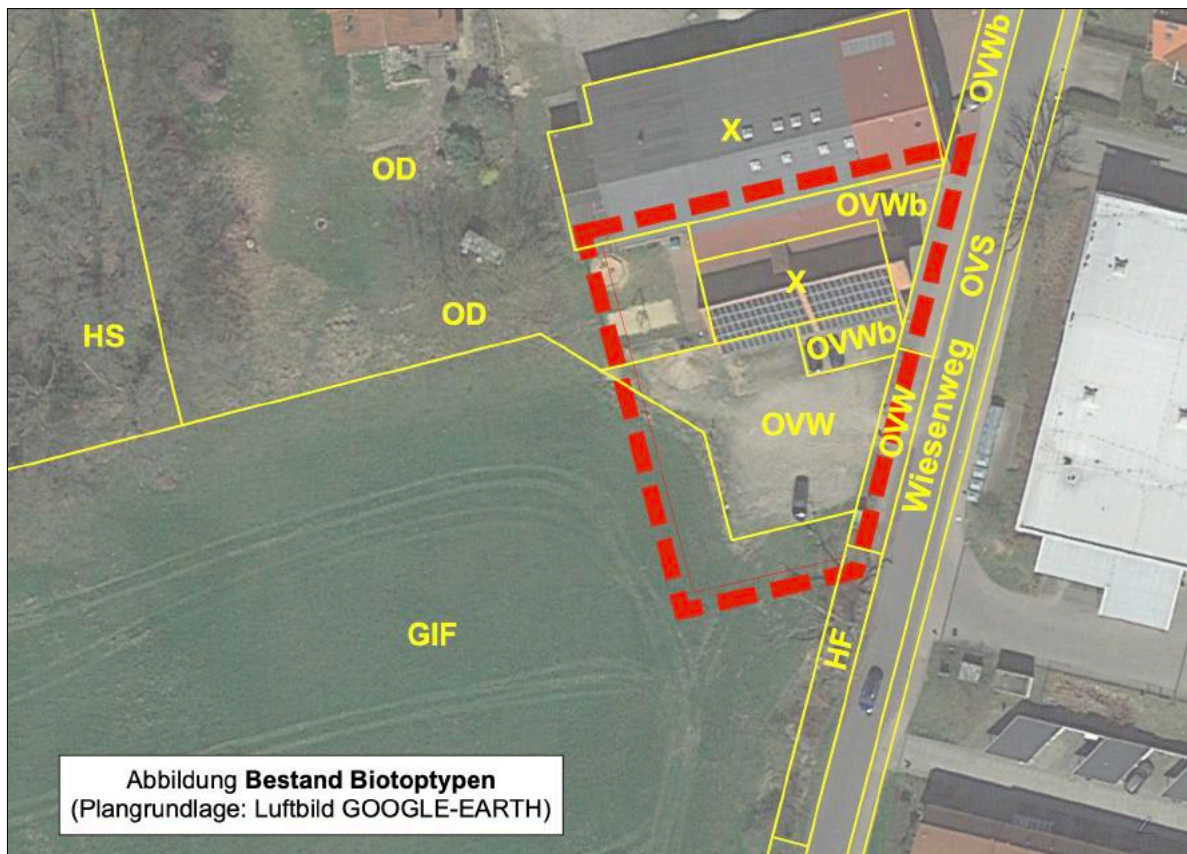 OVWb
X
OD
OVWb
OVS
X
OD
HS
OVWb
OVW
OVW
Wiesenweg
GIF
HF
Abbildung Bestand Biotoptypen
(Plangrundlage: Luftbild GOOGLE-EARTH)